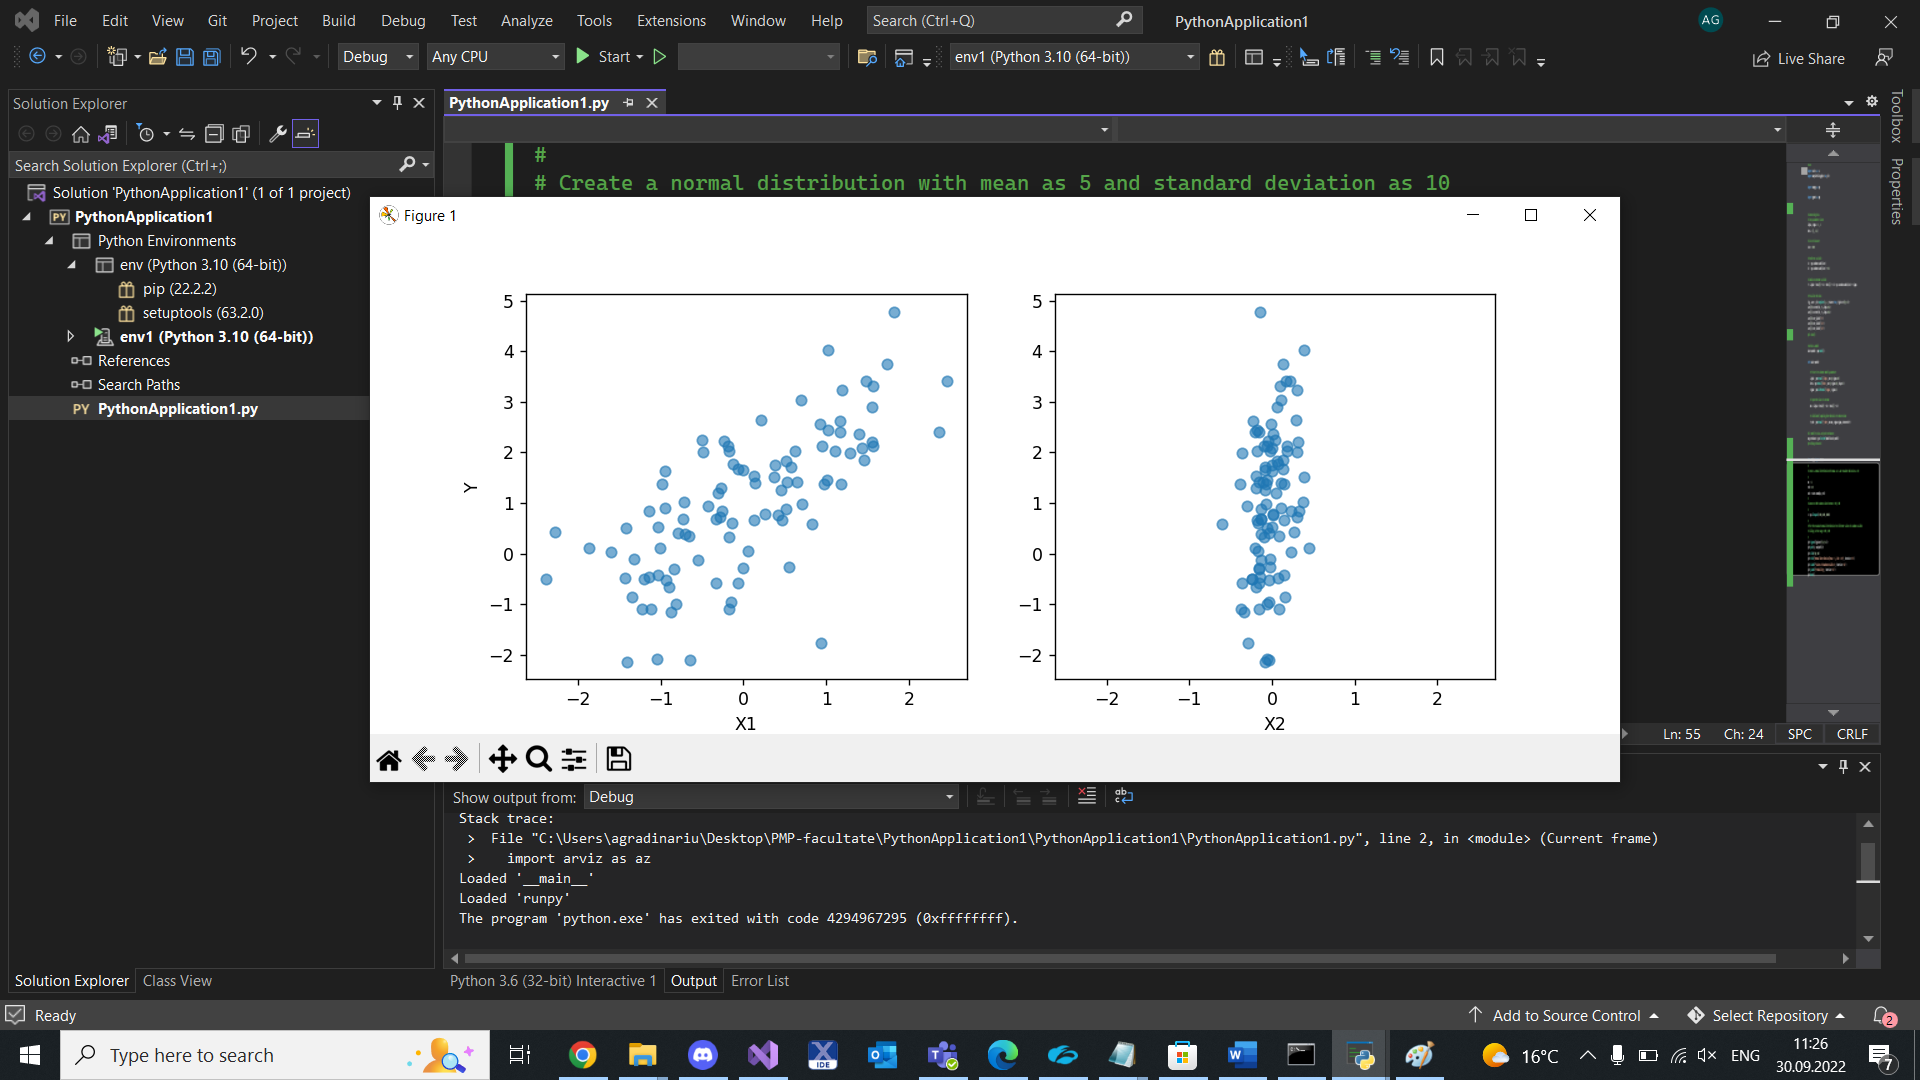 File Edit View Git Project Build Debug Test Analyze Tools Extensions Window Help Search (Ctrl+Q) PythonApplication1 AG
Debug Any CPU Start env1 (Python 3.10 (64-bit)) Live Share
Solution Explorer
Search Solution Explorer (Ctrl+;)
Solution 'PythonApplication1' (1 of 1 project)
PY PythonApplication1
Python Environments
env (Python 3.10 (64-bit))
pip (22.2.2)
setuptools (63.2.0)
env1 (Python 3.10 (64-bit))
References
Search Paths
PY PythonApplication1.py
PythonApplication1.py
#
# Create a normal distribution with mean as 5 and standard deviation as 10
Toolbox
Properties
Figure 1
5
4
3
2
1
0
−1
−2
Y
−2 −1 0 1 2
X1
5
4
3
2
1
0
−1
−2
−2 −1 0 1 2
X2
Ln: 55 Ch: 24 SPC CRLF
Show output from: Debug
Stack trace:
> File "C:\Users\agradinariu\Desktop\PMP-facultate\PythonApplication1\PythonApplication1\PythonApplication1.py", line 2, in <module> (Current frame)
> import arviz as az
Loaded '__main__'
Loaded 'runpy'
The program 'python.exe' has exited with code 4294967295 (0xffffffff).
Solution Explorer Class View
Python 3.6 (32-bit) Interactive 1 Output Error List
Ready Add to Source Control Select Repository 2
Type here to search
IDE
16°C ENG
11:26
30.09.2022
7